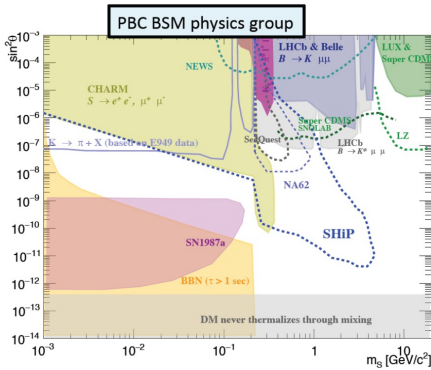 PBC BSM physics group
sin²θ
10⁻³
10⁻⁴
10⁻⁵
10⁻⁶
10⁻⁷
10⁻⁸
10⁻⁹
10⁻¹⁰
10⁻¹¹
10⁻¹²
10⁻¹³
10⁻¹⁴
NEWS
LHCb & Belle
B → K μμ
LUX &
Super CDMS
CHARM
S → e⁺ e⁻, μ⁺ μ⁻
Super CDMS
SNOLAB
SeaQuest
LHCb
B → K* μ μ
LZ
K → π + X (based on E949 data)
NA62
SHiP
SN1987a
BBN (τ > 1 sec)
DM never thermalizes through mixing
10⁻³
10⁻²
10⁻¹
1
10
m_S [GeV/c²]